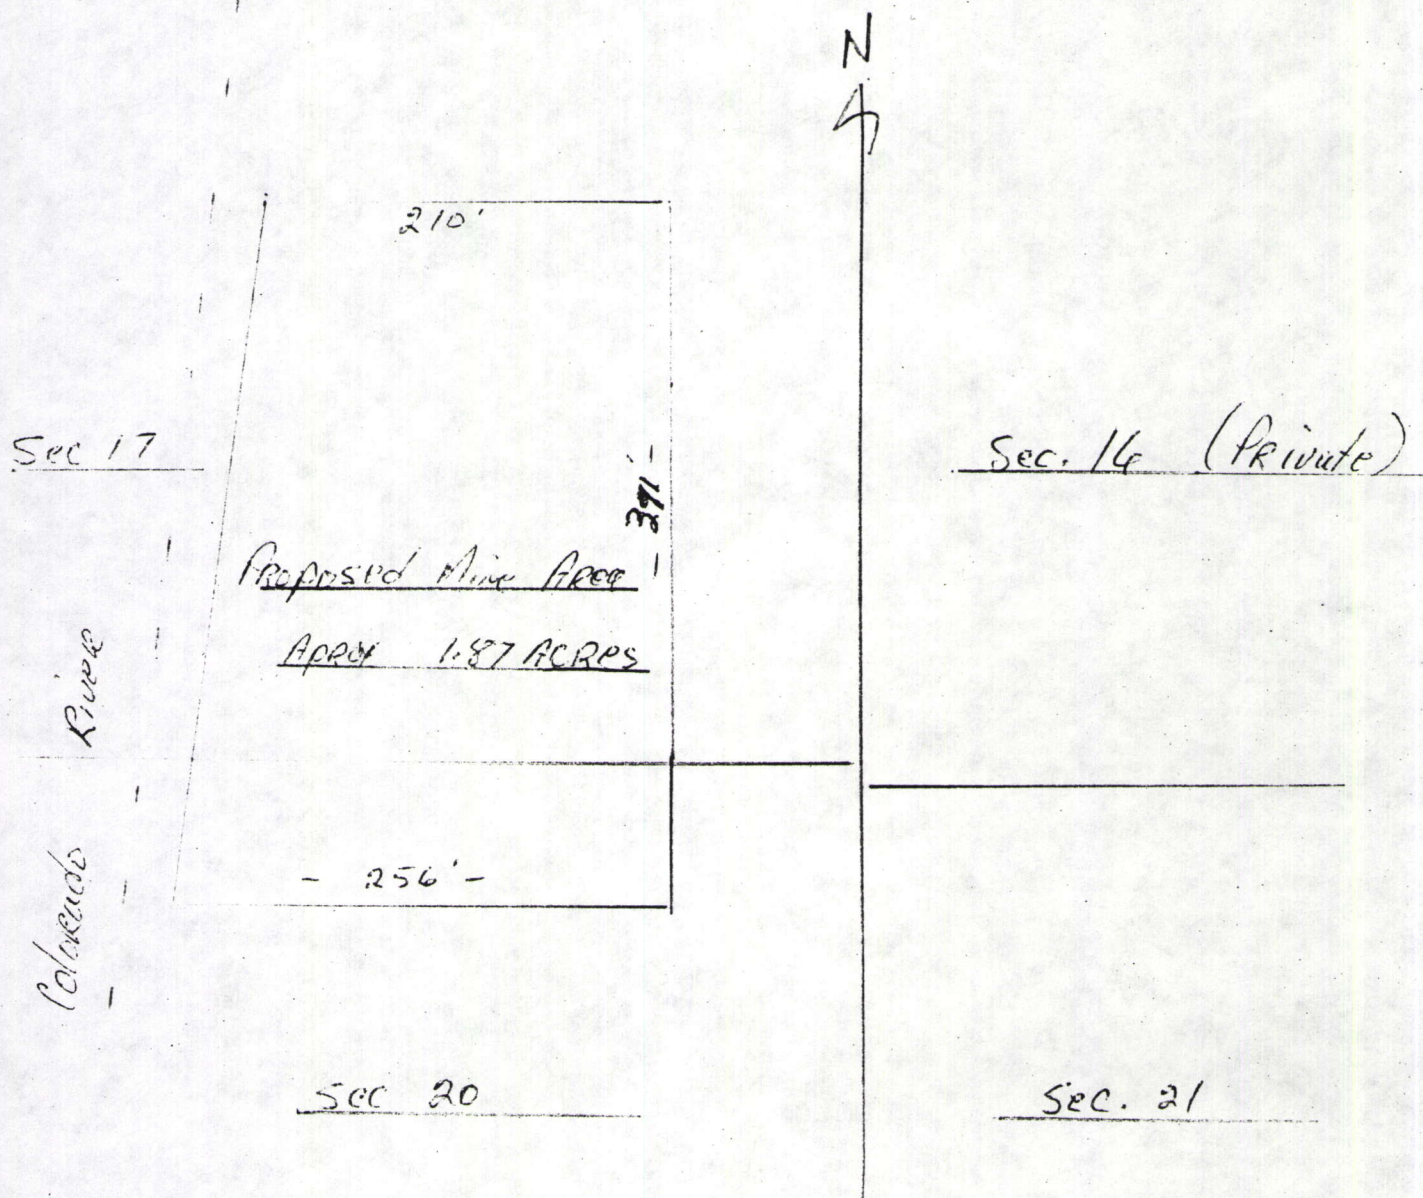 N
210'
Sec 17
Sec. 16 (Private)
- 391' -
Proposed Mine Area
Approx 1.87 ACRES
River
Colorado
- 256' -
Sec 20
Sec. 21